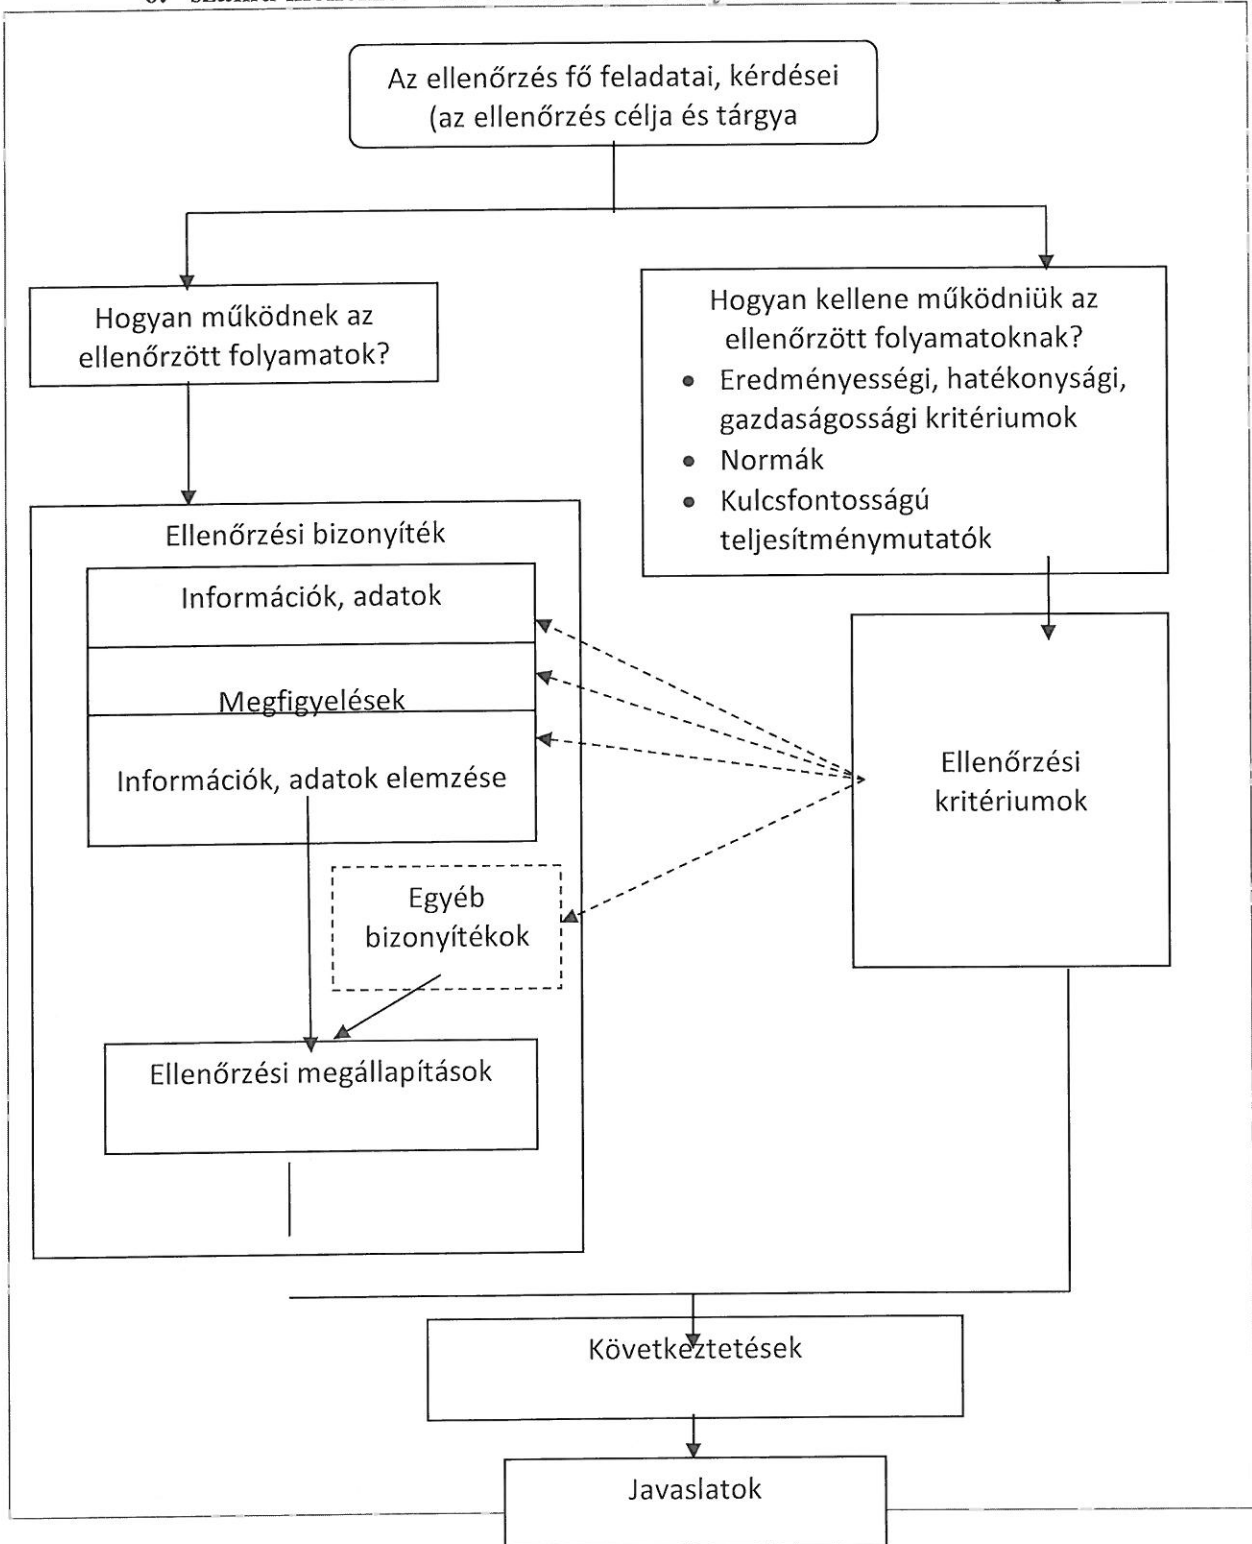 Az ellenőrzés fő feladatai, kérdései
(az ellenőrzés célja és tárgya
Hogyan működnek az
ellenőrzött folyamatok?
Hogyan kellene működniük az
ellenőrzött folyamatoknak?
• Eredményességi, hatékonysági,
gazdaságossági kritériumok
• Normák
• Kulcsfontosságú
teljesítménymutatók
Ellenőrzési bizonyíték
Információk, adatok
Megfigyelések
Információk, adatok elemzése
Egyéb
bizonyítékok
Ellenőrzési megállapítások
Ellenőrzési
kritériumok
Következtetések
Javaslatok